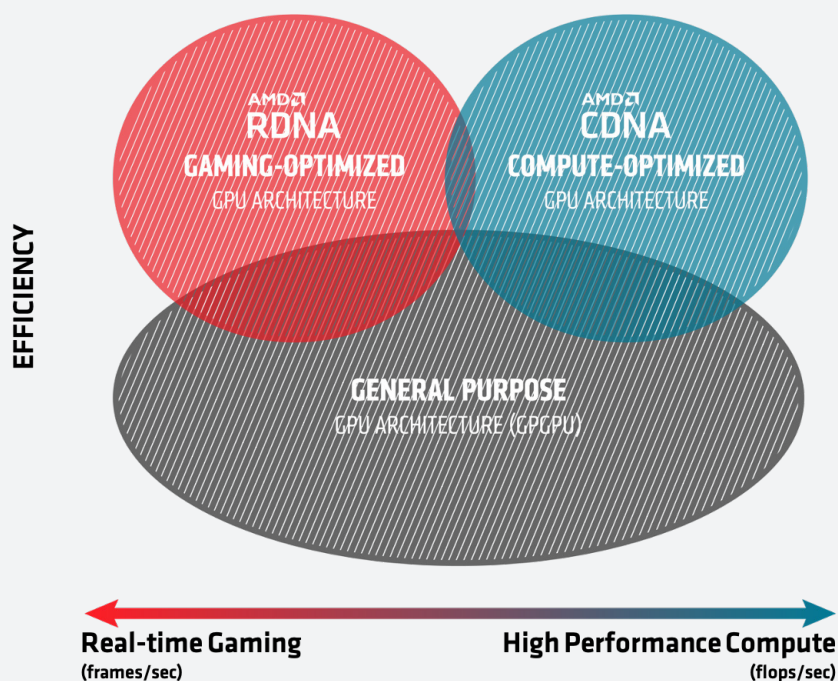 AMD
RDNA
GAMING-OPTIMIZED
GPU ARCHITECTURE
AMD
CDNA
COMPUTE-OPTIMIZED
GPU ARCHITECTURE
EFFICIENCY
GENERAL PURPOSE
GPU ARCHITECTURE (GPGPU)
Real-time Gaming
(frames/sec)
High Performance Compute
(flops/sec)